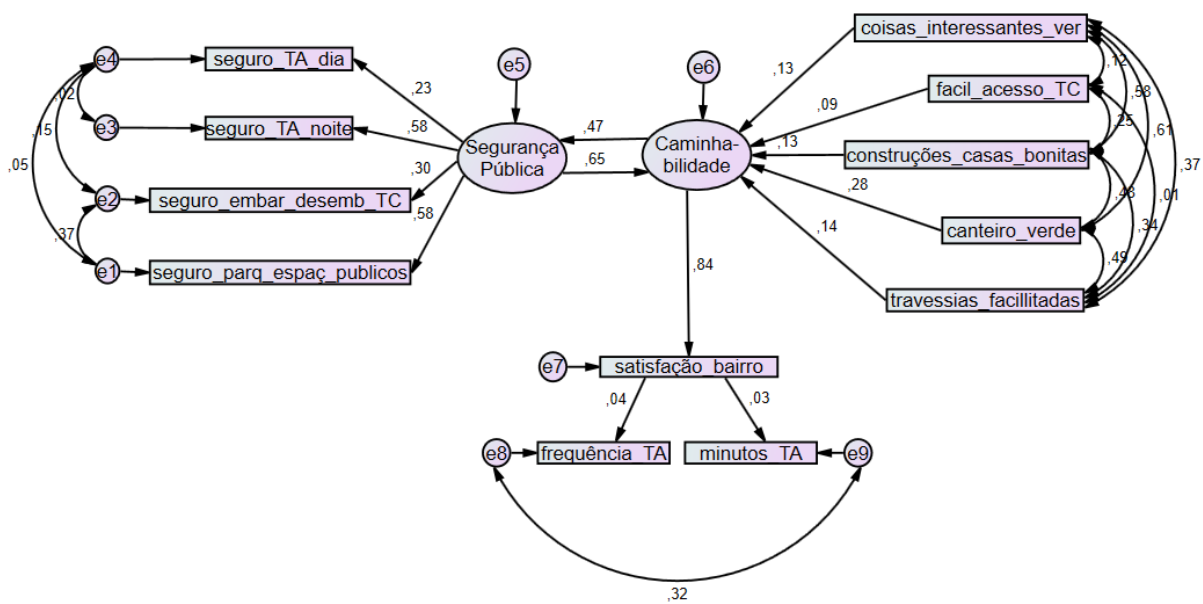 coisas_interessantes_ver
e4
seguro_TA_dia
e5
e6
,13
,12
,58
,02
,23
facil_acesso_TC
,09
e3
seguro_TA_noite
,58
,47
,25
,61
,15
Segurança
Pública
Caminha-
bilidade
,13
construções_casas_bonitas
,05
,30
,65
,37
e2
seguro_embar_desemb_TC
,28
,43
,01
,58
,34
,37
canteiro_verde
,14
e1
seguro_parq_espaç_publicos
,84
,49
travessias_facillitadas
e7
satisfação_bairro
,04
,03
e8
frequência_TA
minutos_TA
e9
,32